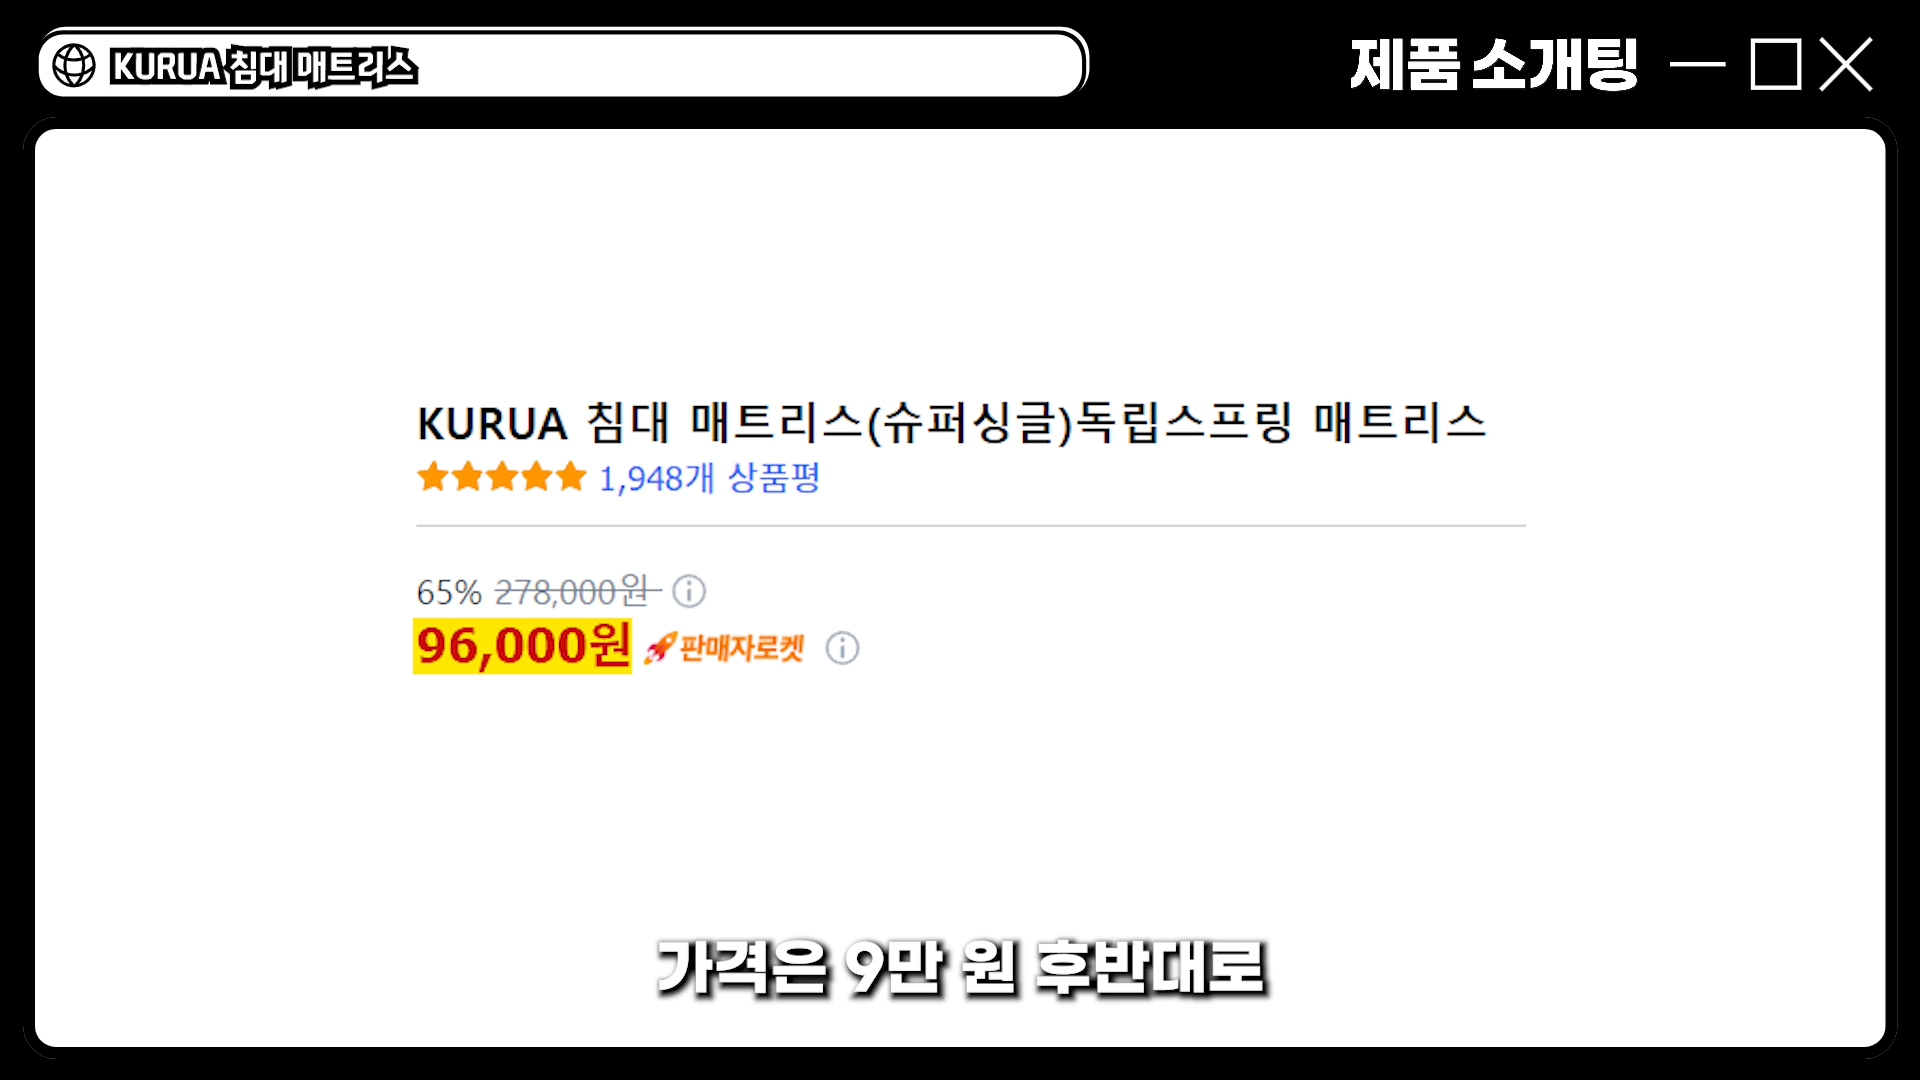 KURUA 침대 매트리스
제품 소개팅
KURUA 침대 매트리스(슈퍼싱글)독립스프링 매트리스
1,948개 상품평
65% 278,000원
96,000원 판매자로켓
가격은 9만 원 후반대로